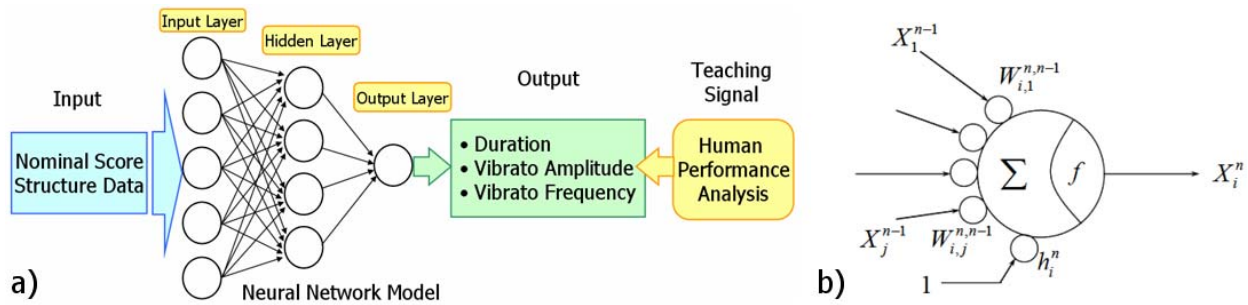 Input Layer
Hidden Layer
Output Layer
Input
Nominal Score
Structure Data
Output
• Duration
• Vibrato Amplitude
• Vibrato Frequency
Teaching
Signal
Human
Performance
Analysis
Neural Network Model
a)
X_1^{n-1}
W_{i,1}^{n,n-1}
Σ
f
X_i^n
X_j^{n-1}
W_{i,j}^{n,n-1}
h_i^n
1
b)